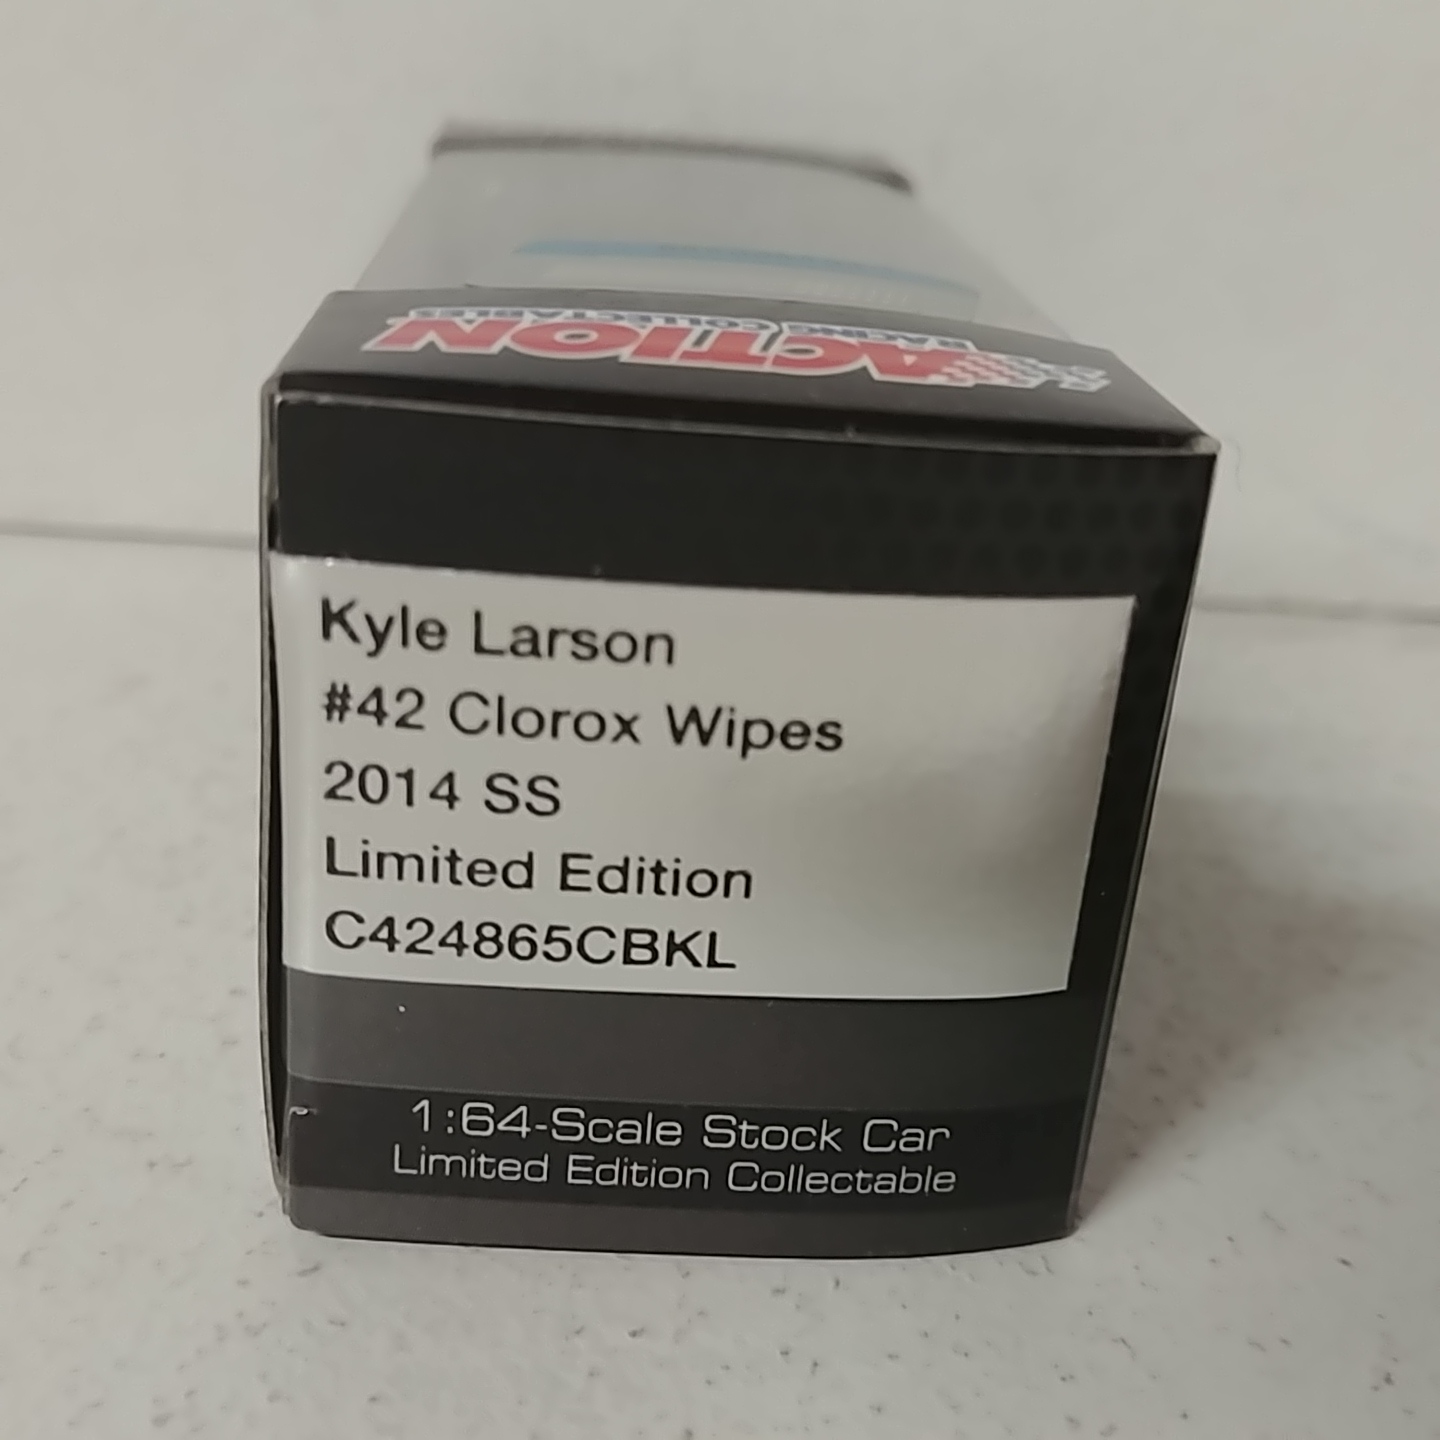 ACTION
RACING COLLECTABLES
Kyle Larson
#42 Clorox Wipes
2014 SS
Limited Edition
C424865CBKL
1:64-Scale Stock Car
Limited Edition Collectable